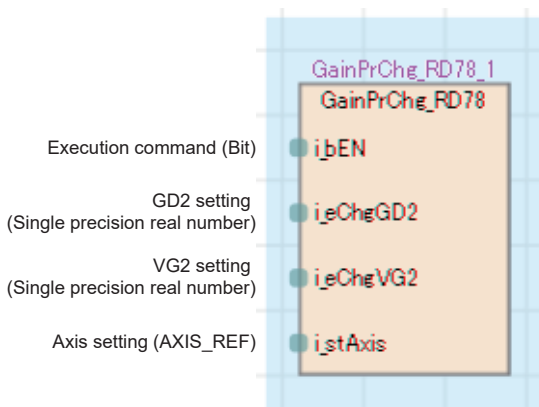 GainPrChg_RD78_1
GainPrChg_RD78
Execution command (Bit)
i_bEN
GD2 setting
(Single precision real number)
i_eChgGD2
VG2 setting
(Single precision real number)
i_eChgVG2
Axis setting (AXIS_REF)
i_stAxis